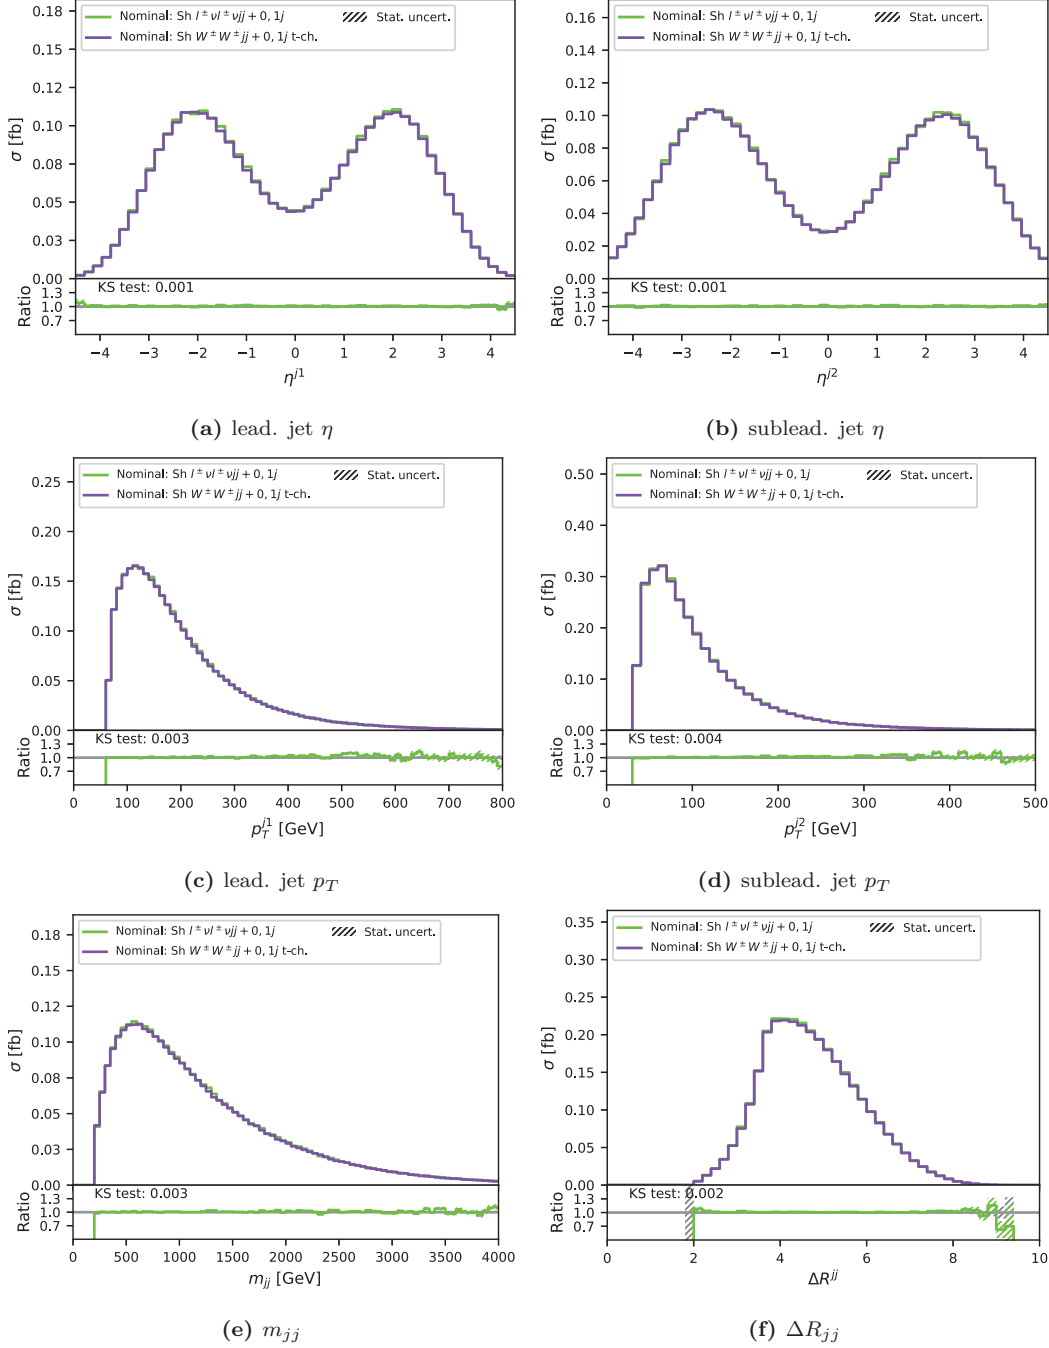 Nominal: Sh l ± νl ± νjj + 0, 1j
Stat. uncert.
Nominal: Sh W ± W ± jj + 0, 1j t-ch.
σ [fb]
0.18
0.15
0.13
0.10
0.08
0.05
0.03
0.00
KS test: 0.001
Ratio
1.3
1.0
0.7
−4 −3 −2 −1 0 1 2 3 4
η^{j1}
(a) lead. jet η
Nominal: Sh l ± νl ± νjj + 0, 1j
Stat. uncert.
Nominal: Sh W ± W ± jj + 0, 1j t-ch.
σ [fb]
0.16
0.14
0.12
0.10
0.08
0.06
0.04
0.02
0.00
KS test: 0.001
Ratio
1.3
1.0
0.7
−4 −3 −2 −1 0 1 2 3 4
η^{j2}
(b) sublead. jet η
Nominal: Sh l ± νl ± νjj + 0, 1j
Stat. uncert.
Nominal: Sh W ± W ± jj + 0, 1j t-ch.
σ [fb]
0.25
0.20
0.15
0.10
0.05
0.00
KS test: 0.003
Ratio
1.3
1.0
0.7
100 200 300 400 500 600 700 800
p_T^{j1} [GeV]
(c) lead. jet p_T
Nominal: Sh l ± νl ± νjj + 0, 1j
Stat. uncert.
Nominal: Sh W ± W ± jj + 0, 1j t-ch.
σ [fb]
0.50
0.40
0.30
0.20
0.10
0.00
KS test: 0.004
Ratio
1.3
1.0
0.7
0 100 200 300 400 500
p_T^{j2} [GeV]
(d) sublead. jet p_T
Nominal: Sh l ± νl ± νjj + 0, 1j
Stat. uncert.
Nominal: Sh W ± W ± jj + 0, 1j t-ch.
σ [fb]
0.18
0.15
0.12
0.10
0.08
0.05
0.03
0.00
KS test: 0.003
Ratio
1.3
1.0
0.7
0 500 1000 1500 2000 2500 3000 3500 4000
m_{jj} [GeV]
(e) m_{jj}
Nominal: Sh l ± νl ± νjj + 0, 1j
Stat. uncert.
Nominal: Sh W ± W ± jj + 0, 1j t-ch.
σ [fb]
0.35
0.30
0.25
0.20
0.15
0.10
0.05
0.00
KS test: 0.002
Ratio
1.3
1.0
0.7
0 2 4 6 8 10
ΔR^{jj}
(f) ΔR_{jj}